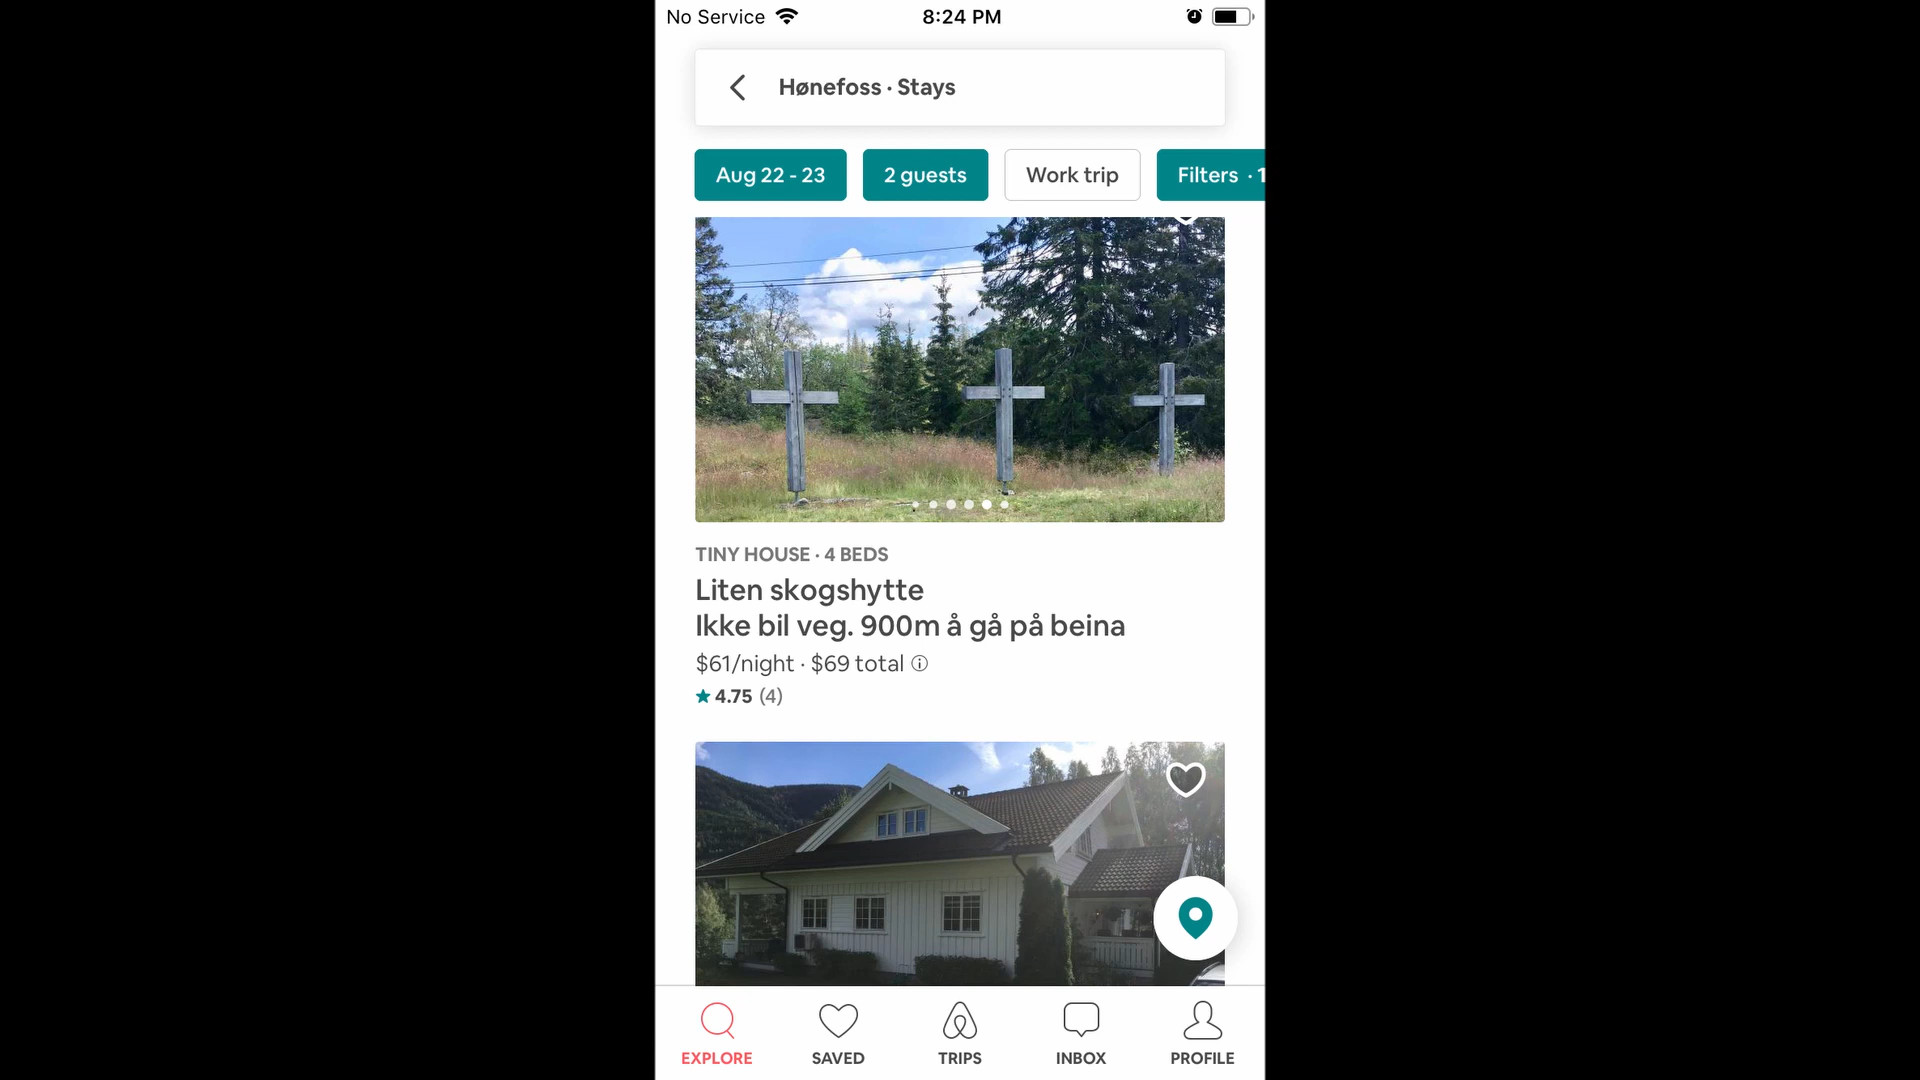 No Service 8:24 PM
Hønefoss · Stays
Aug 22 - 23 2 guests Work trip Filters · 1
TINY HOUSE · 4 BEDS
Liten skogshytte
Ikke bil veg. 900m å gå på beina
$61/night · $69 total
4.75 (4)
EXPLORE SAVED TRIPS INBOX PROFILE